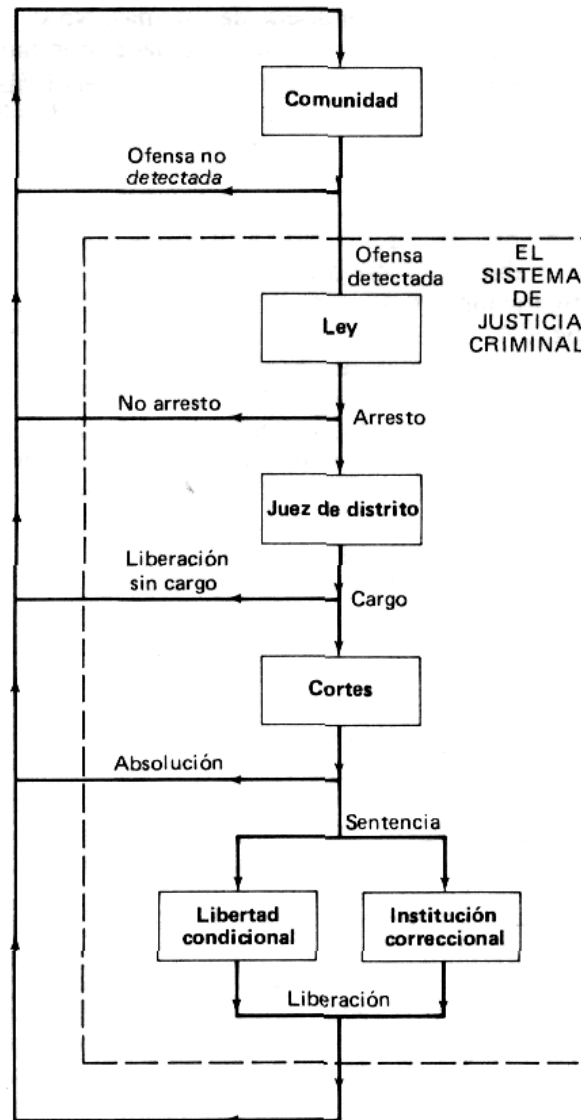 Comunidad
Ofensa no
detectada
Ofensa
detectada
EL
SISTEMA
DE
JUSTICIA
CRIMINAL
Ley
No arresto
Arresto
Juez de distrito
Liberación
sin cargo
Cargo
Cortes
Absolución
Sentencia
Libertad
condicional
Institución
correccional
Liberación